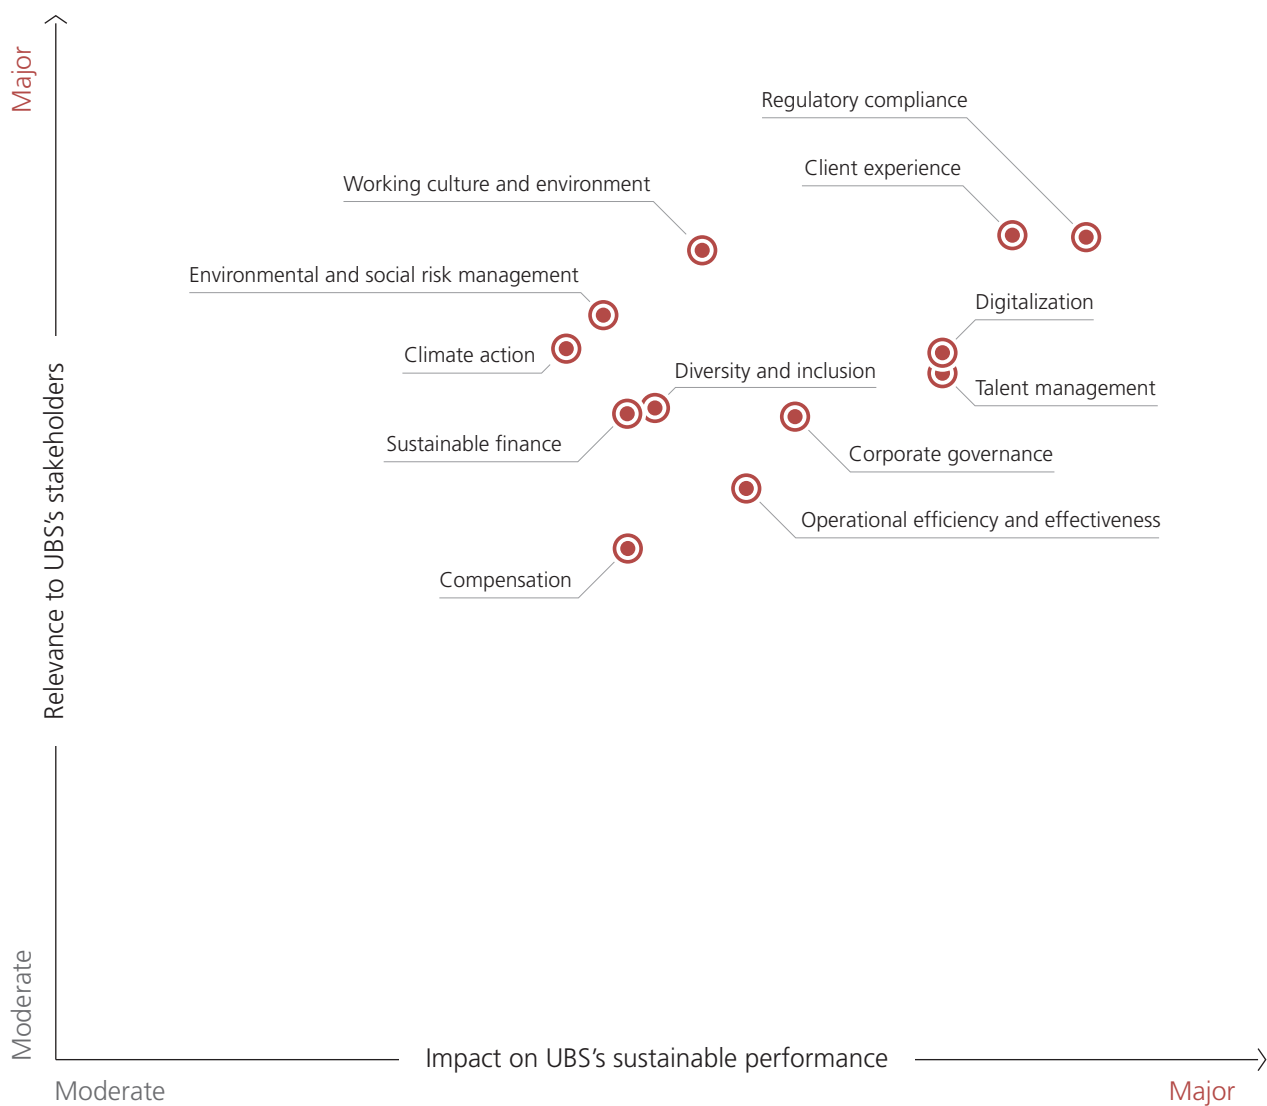 Major
Regulatory compliance
Client experience
Working culture and environment
Environmental and social risk management
Digitalization
Climate action
Diversity and inclusion
Talent management
Sustainable finance
Corporate governance
Operational efficiency and effectiveness
Compensation
Relevance to UBS's stakeholders
Moderate
Impact on UBS's sustainable performance
Moderate
Major